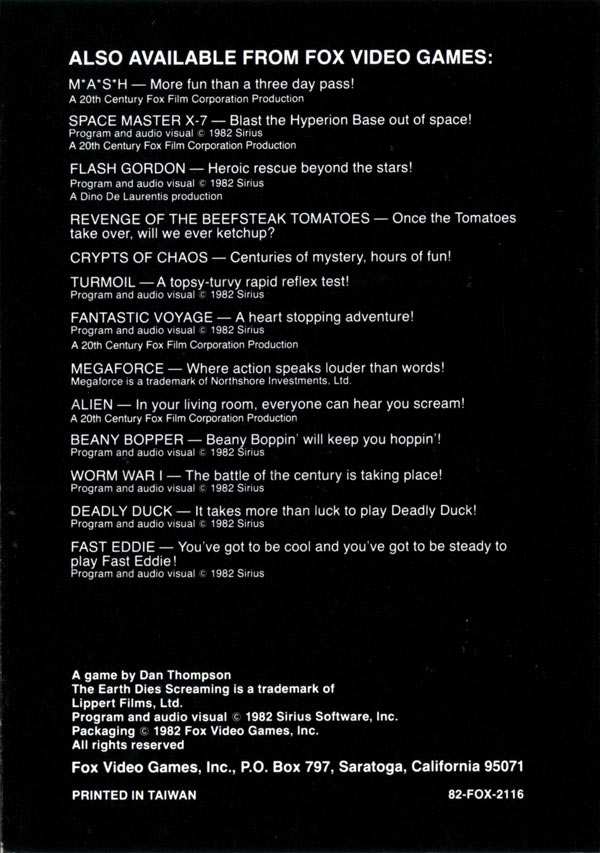 ALSO AVAILABLE FROM FOX VIDEO GAMES:
M*A*S*H — More fun than a three day pass!
A 20th Century Fox Film Corporation Production
SPACE MASTER X-7 — Blast the Hyperion Base out of space!
Program and audio visual © 1982 Sirius
A 20th Century Fox Film Corporation Production
FLASH GORDON — Heroic rescue beyond the stars!
Program and audio visual © 1982 Sirius
A Dino De Laurentis production
REVENGE OF THE BEEFSTEAK TOMATOES — Once the Tomatoes
take over, will we ever ketchup?
CRYPTS OF CHAOS — Centuries of mystery, hours of fun!
TURMOIL — A topsy-turvy rapid reflex test!
Program and audio visual © 1982 Sirius
FANTASTIC VOYAGE — A heart stopping adventure!
Program and audio visual © 1982 Sirius
A 20th Century Fox Film Corporation Production
MEGAFORCE — Where action speaks louder than words!
Megaforce is a trademark of Northshore Investments. Ltd.
ALIEN — In your living room, everyone can hear you scream!
A 20th Century Fox Film Corporation Production
BEANY BOPPER — Beany Boppin' will keep you hoppin'!
Program and audio visual © 1982 Sirius
WORM WAR I — The battle of the century is taking place!
Program and audio visual © 1982 Sirius
DEADLY DUCK — It takes more than luck to play Deadly Duck!
Program and audio visual © 1982 Sirius
FAST EDDIE — You've got to be cool and you've got to be steady to
play Fast Eddie!
Program and audio visual © 1982 Sirius
A game by Dan Thompson
The Earth Dies Screaming is a trademark of
Lippert Films, Ltd.
Program and audio visual © 1982 Sirius Software, Inc.
Packaging © 1982 Fox Video Games, Inc.
All rights reserved
Fox Video Games, Inc., P.O. Box 797, Saratoga, California 95071
PRINTED IN TAIWAN 82-FOX-2116